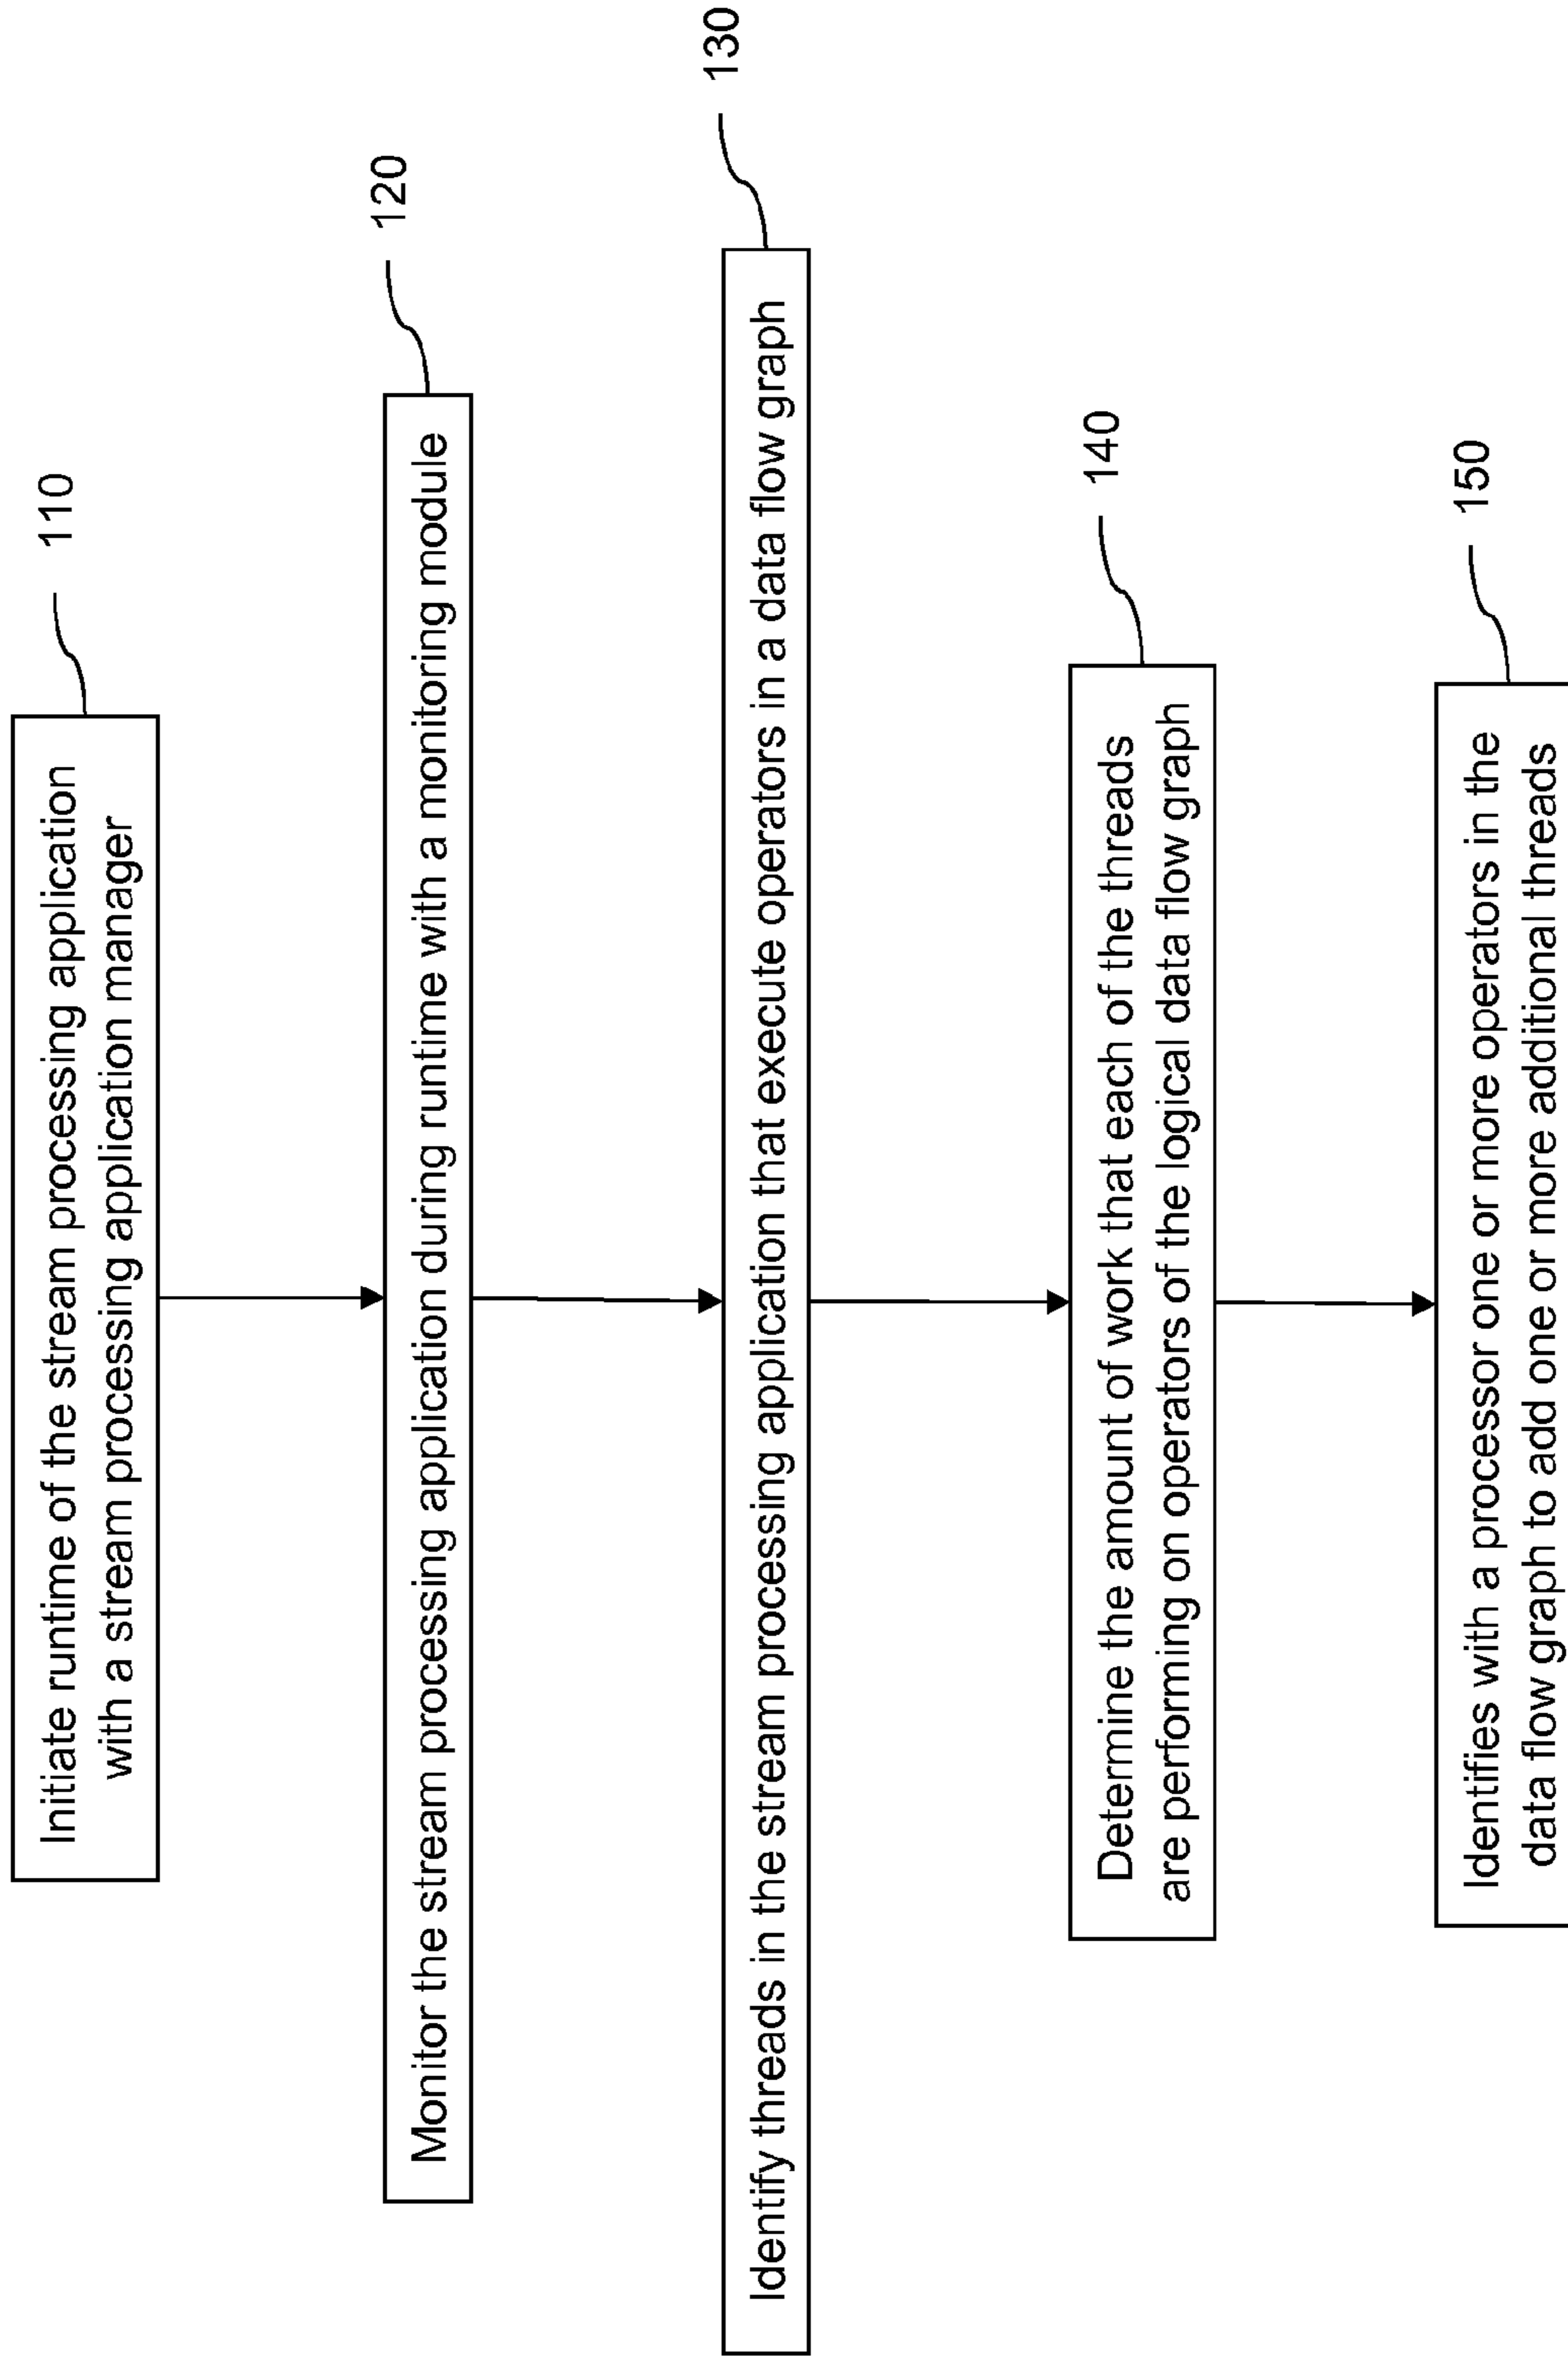 110
Initiate runtime of the stream processing application
with a stream processing application manager
120
Monitor the stream processing application during runtime with a monitoring module
130
Identify threads in the stream processing application that execute operators in a data flow graph
140
Determine the amount of work that each of the threads
are performing on operators of the logical data flow graph
150
Identifies with a processor one or more operators in the
data flow graph to add one or more additional threads